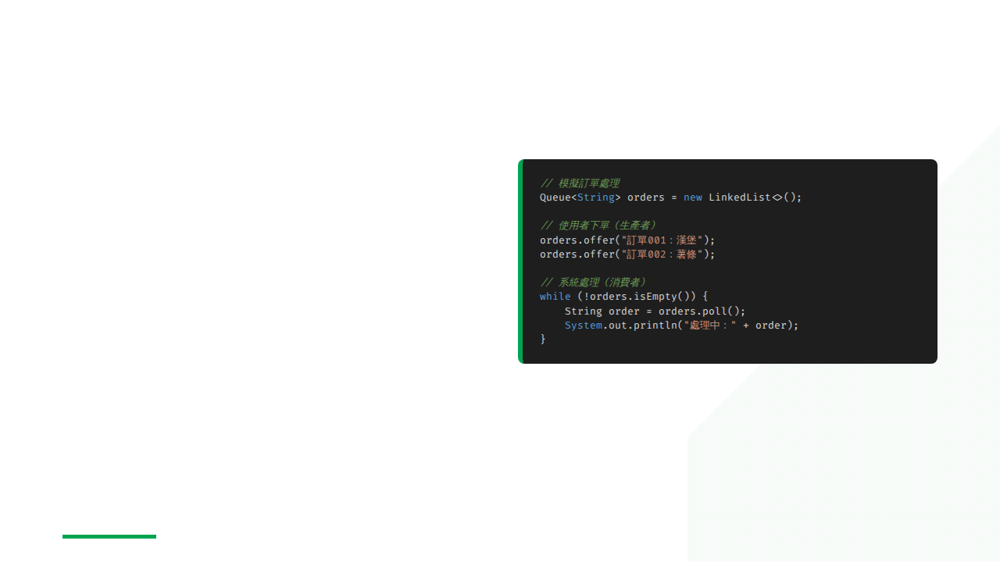 // 模擬訂單處理
Queue<String> orders = new LinkedList<>();
// 使用者下單（生產者）
orders.offer("訂單001：漢堡");
orders.offer("訂單002：薯條");
// 系統處理（消費者）
while (!orders.isEmpty()) {
    String order = orders.poll();
    System.out.println("處理中：" + order);
}